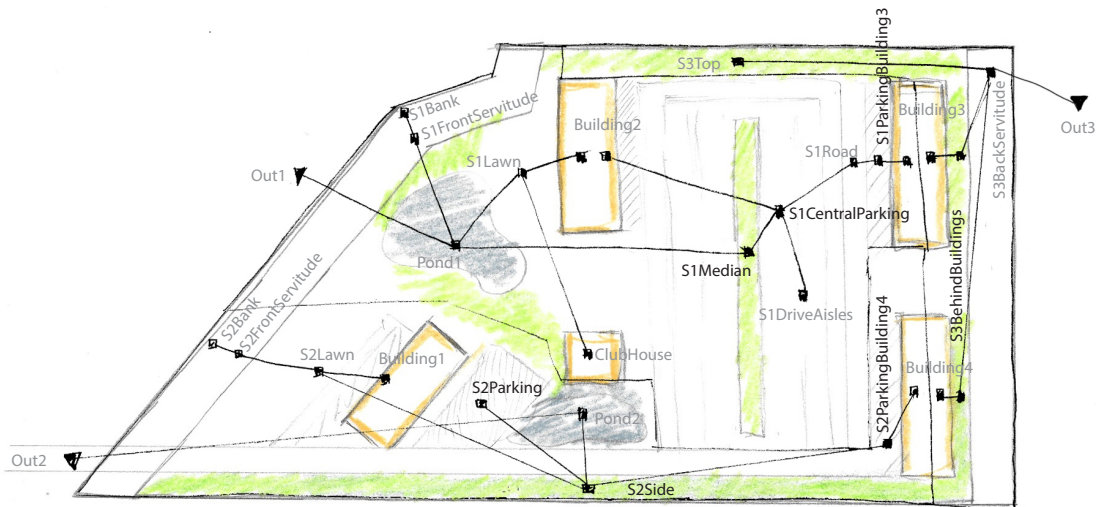 S3Top
S1ParkingBuilding3
S1Bank
S1FrontServitude
Building2
Building3
Out3
S1Lawn
S1Road
S3BackServitude
Out1
S1CentralParking
Pond1
S1Median
S3BehindBuildings
S2Bank
S2FrontServitude
S1DriveAisles
S2ParkingBuilding4
S2Lawn
Building1
ClubHouse
Building4
S2Parking
Pond2
Out2
S2Side